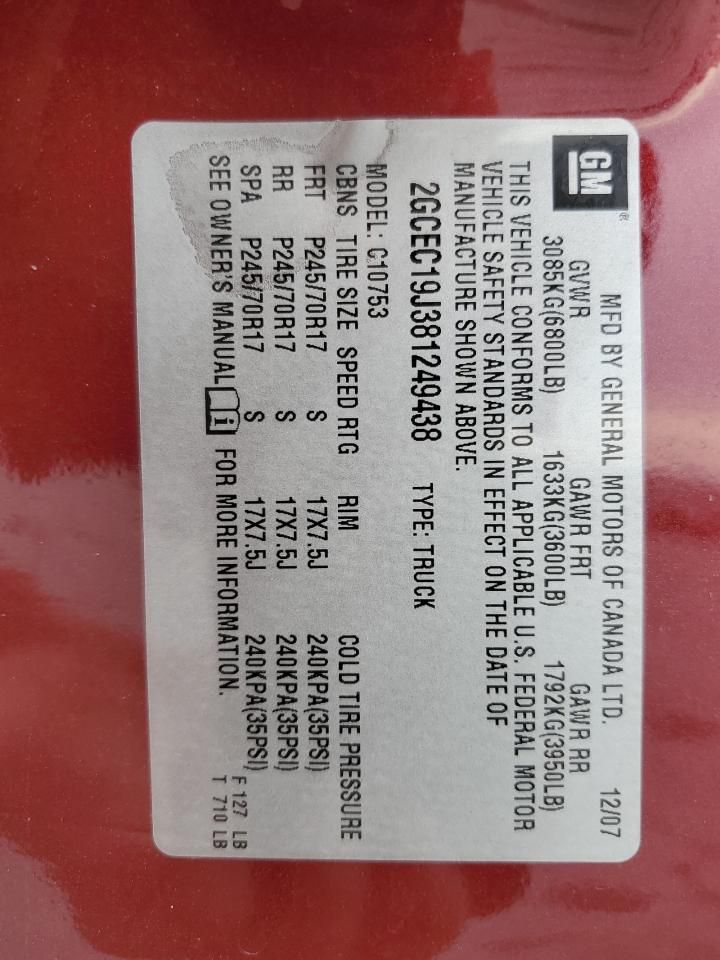 GM®
MFD BY GENERAL MOTORS OF CANADA LTD. 12/07
GVWR GAWR FRT GAWR RR
3085KG(6800LB) 1633KG(3600LB) 1792KG(3950LB)
THIS VEHICLE CONFORMS TO ALL APPLICABLE U.S. FEDERAL MOTOR
VEHICLE SAFETY STANDARDS IN EFFECT ON THE DATE OF
MANUFACTURE SHOWN ABOVE.
2GCEC19J381249438 TYPE: TRUCK
MODEL: C10753
CBNS TIRE SIZE SPEED RTG RIM COLD TIRE PRESSURE
FRT P245/70R17 S 17X7.5J 240KPA(35PSI)
RR P245/70R17 S 17X7.5J 240KPA(35PSI)
SPA P245/70R17 S 17X7.5J 240KPA(35PSI)
SEE OWNER'S MANUAL i FOR MORE INFORMATION.
F 127 LB
T 710 LB